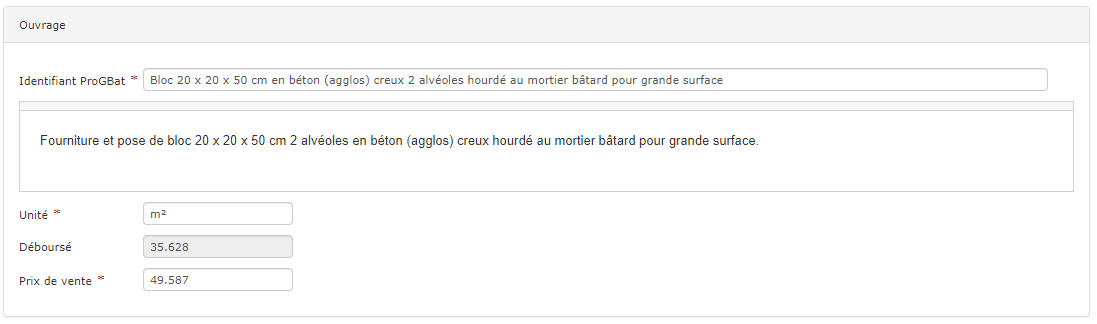 Ouvrage
Identifiant ProGBat * Bloc 20 x 20 x 50 cm en béton (agglos) creux 2 alvéoles hourdé au mortier bâtard pour grande surface
Fourniture et pose de bloc 20 x 20 x 50 cm 2 alvéoles en béton (agglos) creux hourdé au mortier bâtard pour grande surface.
Unité * m²
Déboursé 35.628
Prix de vente * 49.587